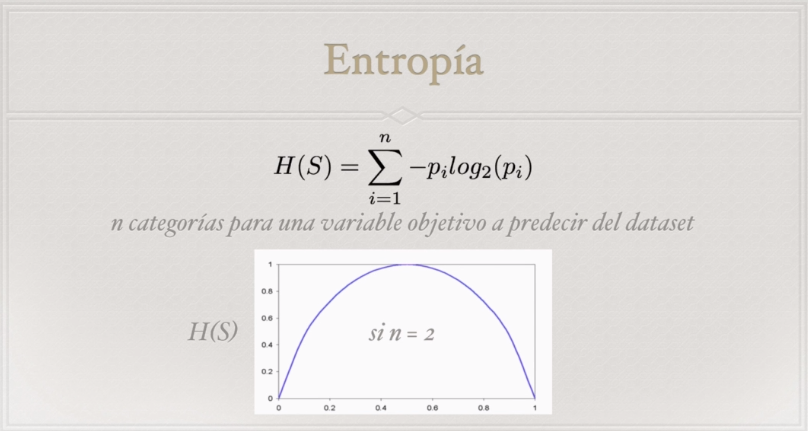 Entropía
H(S) = \sum_{i=1}^{n} -p_i log_2(p_i)
n categorías para una variable objetivo a predecir del dataset
1
0.8
0.6
H(S)
si n = 2
0.4
0.2
0
0 0.2 0.4 0.6 0.8 1